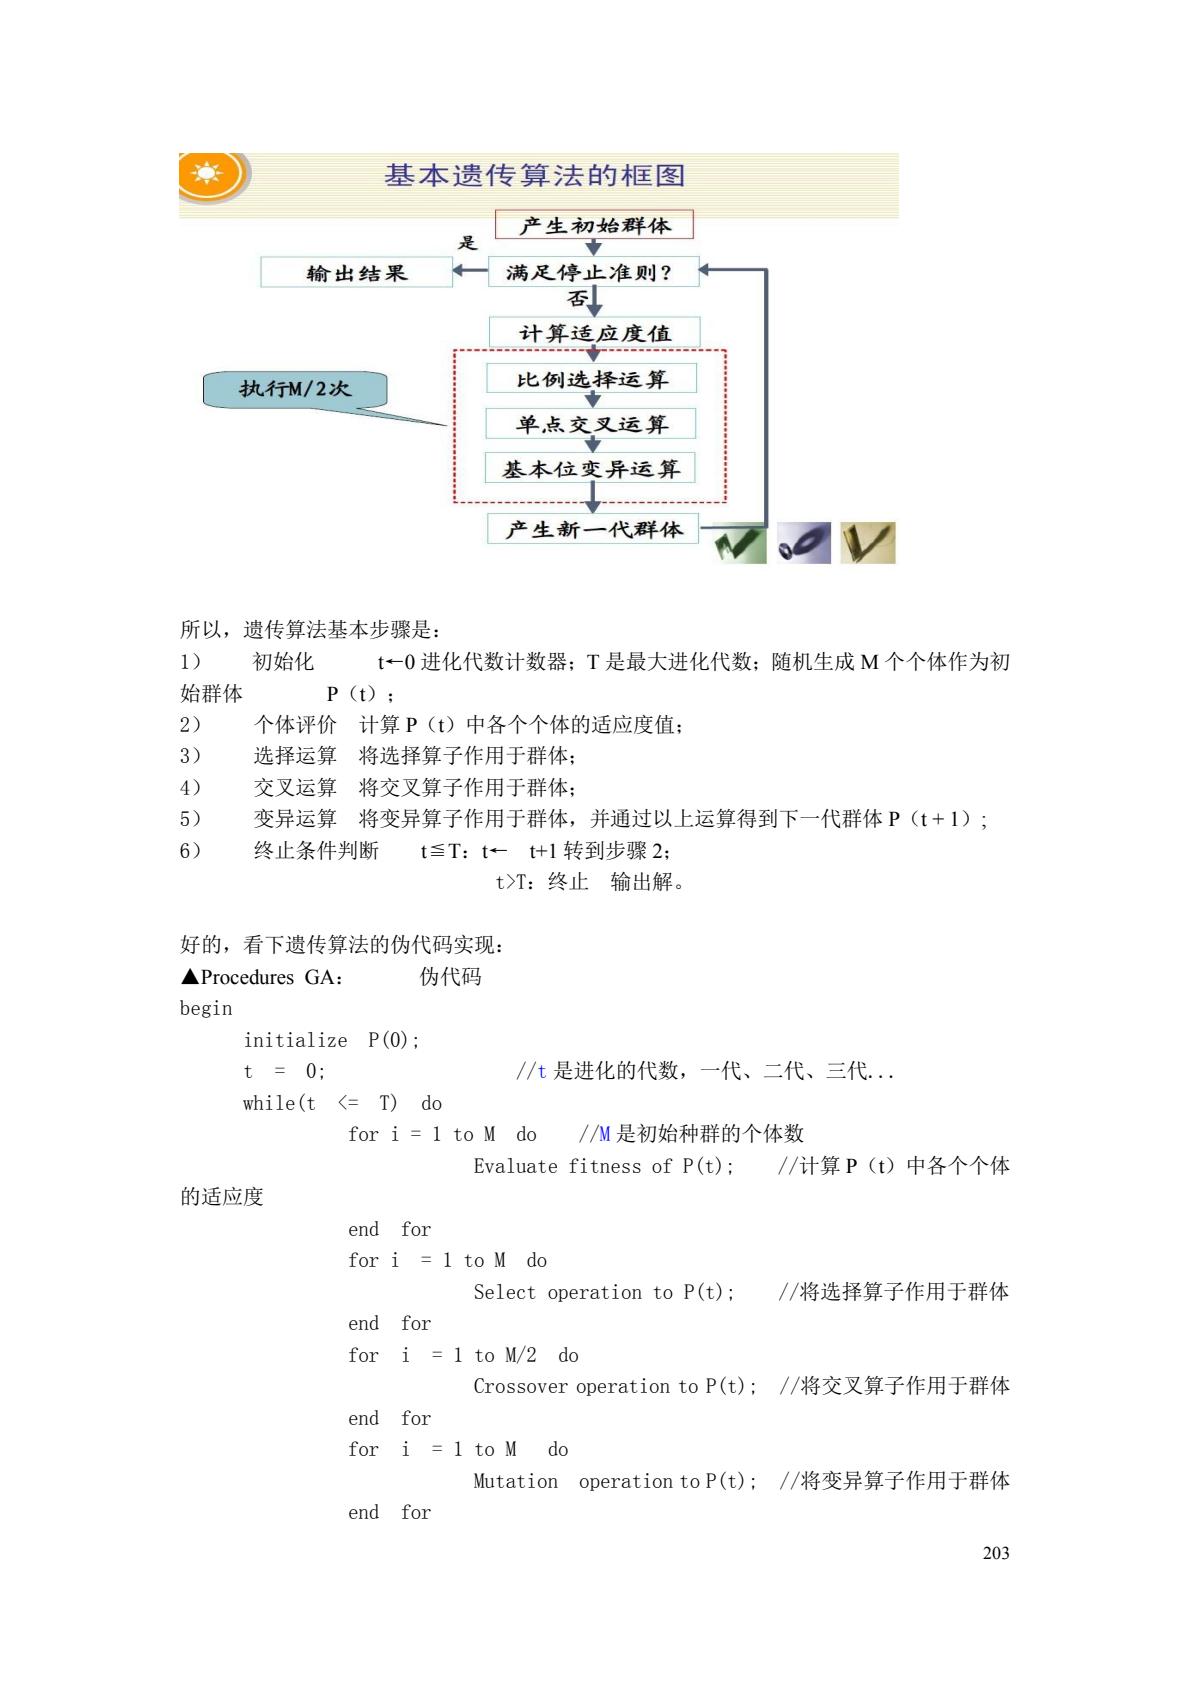 基本遗传算法的框图
产生初始群体
是
输出结果
满足停止准则?
否
计算适应度值
执行M/2次
比例选择运算
单点交叉运算
基本位变异运算
产生新一代群体
所以，遗传算法基本步骤是：
1） 初始化 t←0 进化代数计数器；T 是最大进化代数；随机生成 M 个个体作为初
始群体 P（t）；
2） 个体评价 计算 P（t）中各个个体的适应度值；
3） 选择运算 将选择算子作用于群体；
4） 交叉运算 将交叉算子作用于群体；
5） 变异运算 将变异算子作用于群体，并通过以上运算得到下一代群体 P（t + 1）;
6） 终止条件判断 t≦T：t← t+1 转到步骤 2；
t>T：终止 输出解。
好的，看下遗传算法的伪代码实现：
▲Procedures GA： 伪代码
begin
initialize P(0);
t = 0; //t 是进化的代数，一代、二代、三代...
while(t <= T) do
for i = 1 to M do //M 是初始种群的个体数
Evaluate fitness of P(t); //计算 P（t）中各个个体
的适应度
end for
for i = 1 to M do
Select operation to P(t); //将选择算子作用于群体
end for
for i = 1 to M/2 do
Crossover operation to P(t); //将交叉算子作用于群体
end for
for i = 1 to M do
Mutation operation to P(t); //将变异算子作用于群体
end for
203